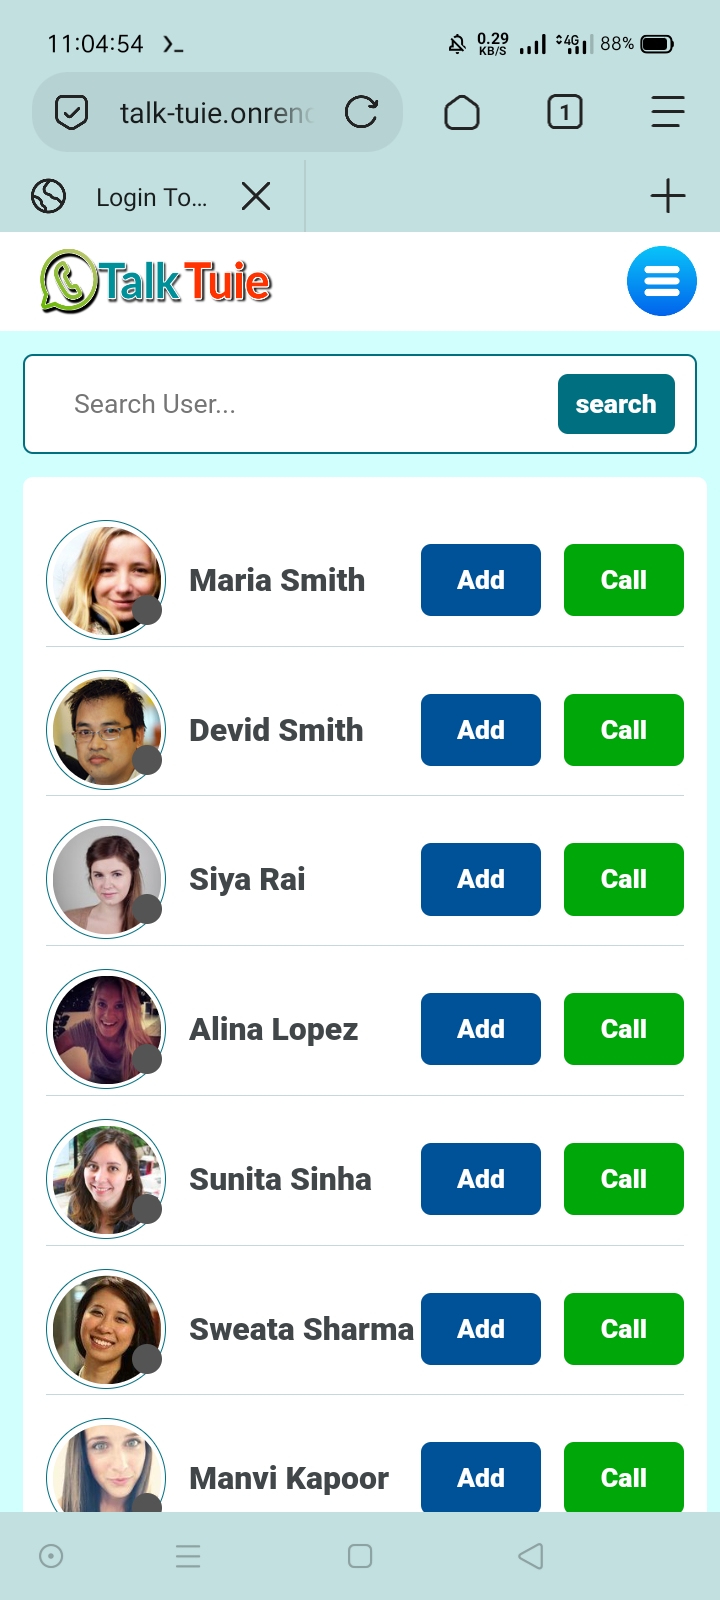 11:04:54
0.29
KB/S
4G
88%
talk-tuie.onrend
1
Login To...
Talk Tuie
Search User...
search
Maria Smith
Add
Call
Devid Smith
Add
Call
Siya Rai
Add
Call
Alina Lopez
Add
Call
Sunita Sinha
Add
Call
Sweata Sharma
Add
Call
Manvi Kapoor
Add
Call